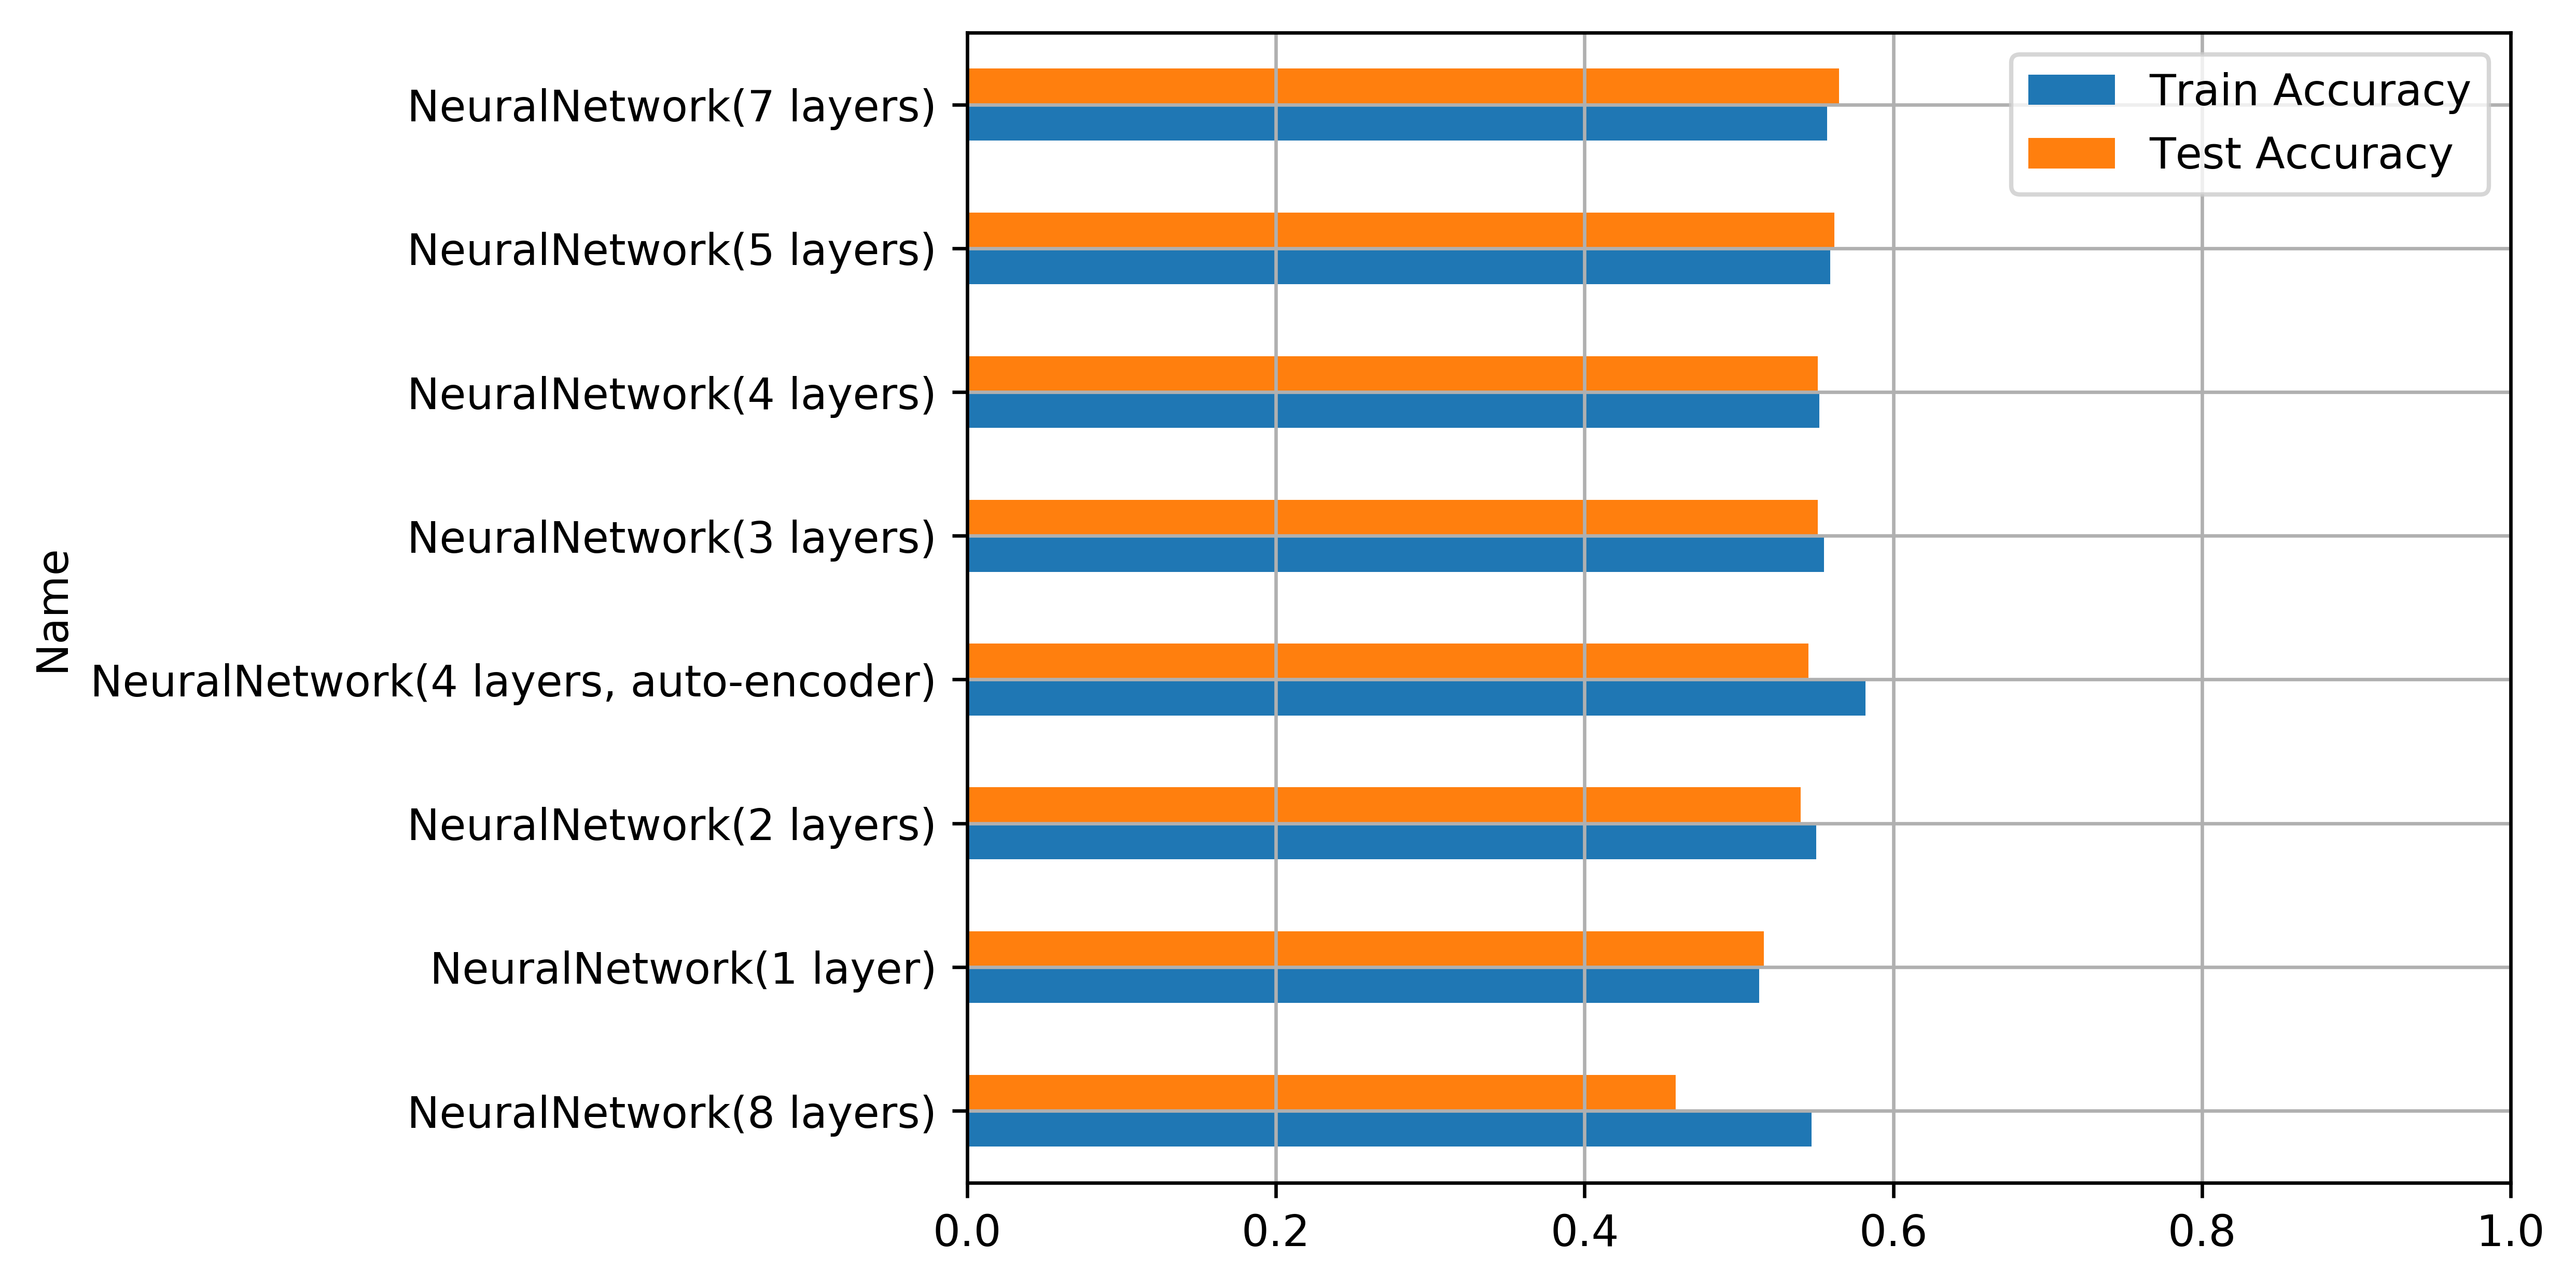 Train Accuracy
Test Accuracy
NeuralNetwork(7 layers)
NeuralNetwork(5 layers)
NeuralNetwork(4 layers)
NeuralNetwork(3 layers)
NeuralNetwork(4 layers, auto-encoder)
NeuralNetwork(2 layers)
NeuralNetwork(1 layer)
NeuralNetwork(8 layers)
Name
0.0 0.2 0.4 0.6 0.8 1.0